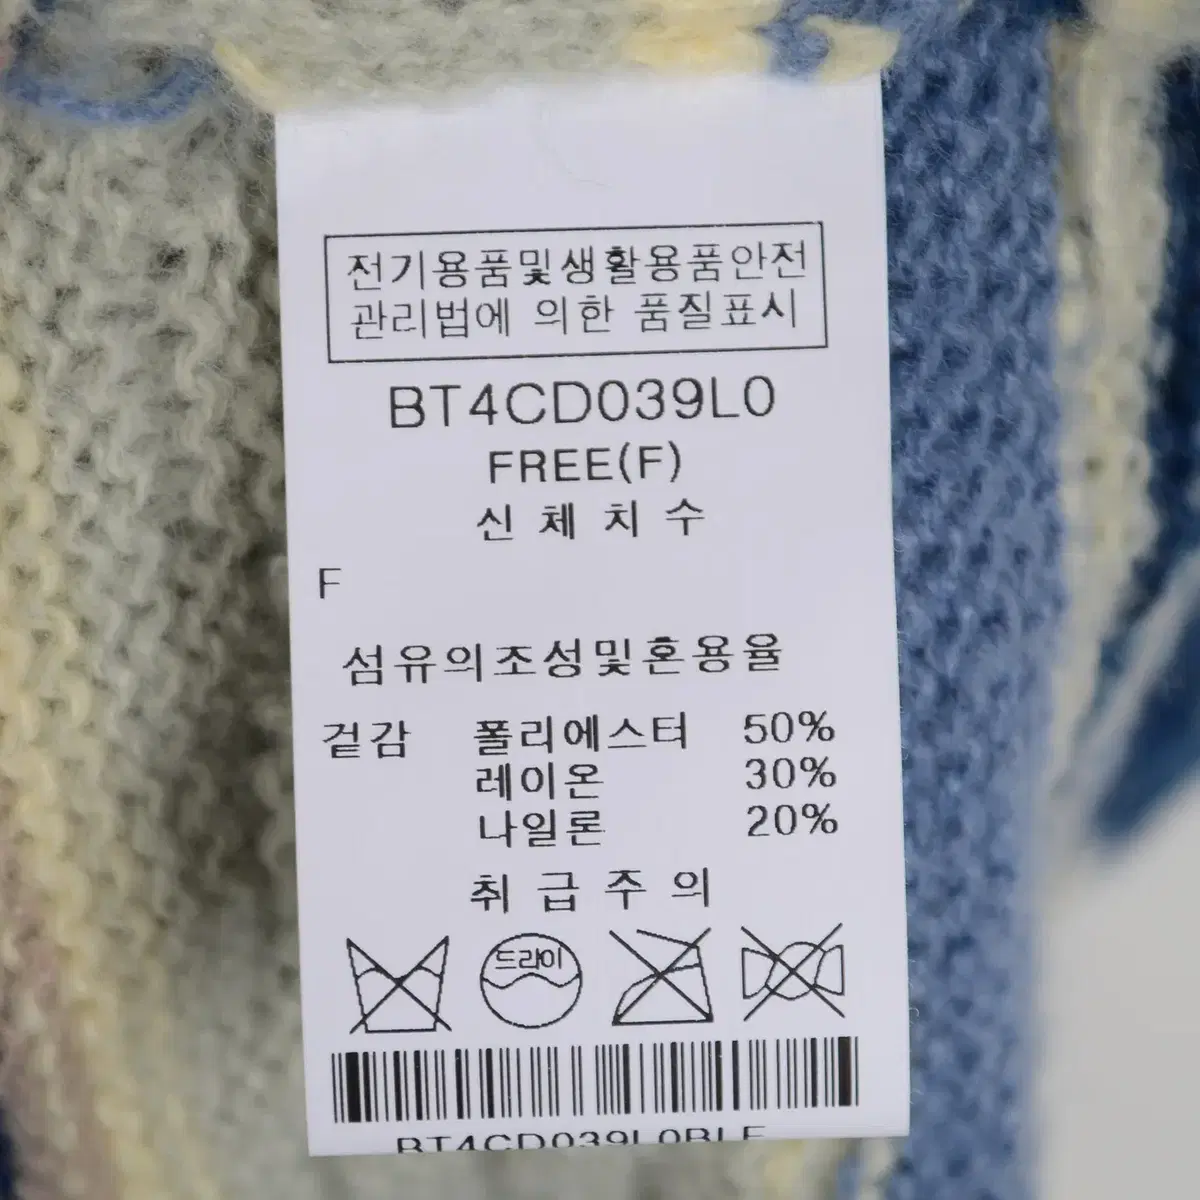 전기용품및생활용품안전
관리법에 의한 품질표시
BT4CD039L0
FREE(F)
신 체 치 수
F
섬유의조성및혼용율
겉감 폴리에스터 50%
레이온 30%
나일론 20%
취 급 주 의
드라이
BT4CD039L0BLF